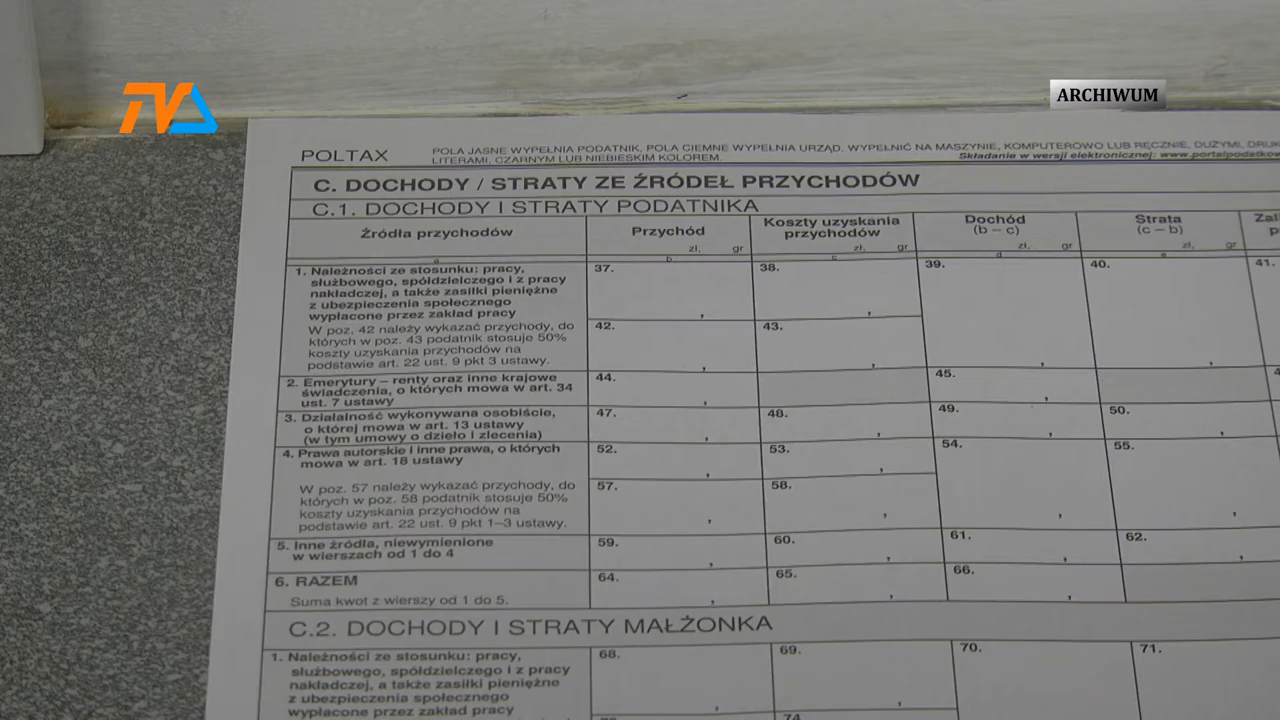 TVA
ARCHIWUM
POLTAX
POLA JASNE WYPEŁNIA PODATNIK, POLA CIEMNE WYPEŁNIA URZĄD. WYPEŁNIĆ NA MASZYNIE, KOMPUTEROWO LUB RĘCZNIE, DUŻYMI, DRUK
LITERAMI, CZARNYM LUB NIEBIESKIM KOLOREM.
Składanie w wersji elektronicznej: www.portalpodatko
C. DOCHODY / STRATY ZE ŹRÓDEŁ PRZYCHODÓW
C.1. DOCHODY I STRATY PODATNIKA
Źródła przychodów
Przychód
Koszty uzyskania
przychodów
Dochód
(b – c)
Strata
(c – b)
Zal
zł, gr
zł, gr
zł, gr
zł, gr
a
b
c
d
e
1. Należności ze stosunku: pracy,
służbowego, spółdzielczego i z pracy
nakładczej, a także zasiłki pieniężne
z ubezpieczenia społecznego
wypłacone przez zakład pracy
37.
38.
39.
40.
41.
W poz. 42 należy wykazać przychody, do
których w poz. 43 podatnik stosuje 50%
koszty uzyskania przychodów na
podstawie art. 22 ust. 9 pkt 3 ustawy.
42.
43.
2. Emerytury – renty oraz inne krajowe
świadczenia, o których mowa w art. 34
ust. 7 ustawy
44.
45.
3. Działalność wykonywana osobiście,
o której mowa w art. 13 ustawy
(w tym umowy o dzieło i zlecenia)
47.
48.
49.
50.
4. Prawa autorskie i inne prawa, o których
mowa w art. 18 ustawy
52.
53.
54.
55.
W poz. 57 należy wykazać przychody, do
których w poz. 58 podatnik stosuje 50%
koszty uzyskania przychodów na
podstawie art. 22 ust. 9 pkt 1–3 ustawy.
57.
58.
5. Inne źródła, niewymienione
w wierszach od 1 do 4
59.
60.
61.
62.
6. RAZEM
Suma kwot z wierszy od 1 do 5.
64.
65.
66.
C.2. DOCHODY I STRATY MAŁŻONKA
1. Należności ze stosunku: pracy,
służbowego, spółdzielczego i z pracy
nakładczej, a także zasiłki pieniężne
z ubezpieczenia społecznego
wypłacone przez zakład pracy
68.
69.
70.
71.
74